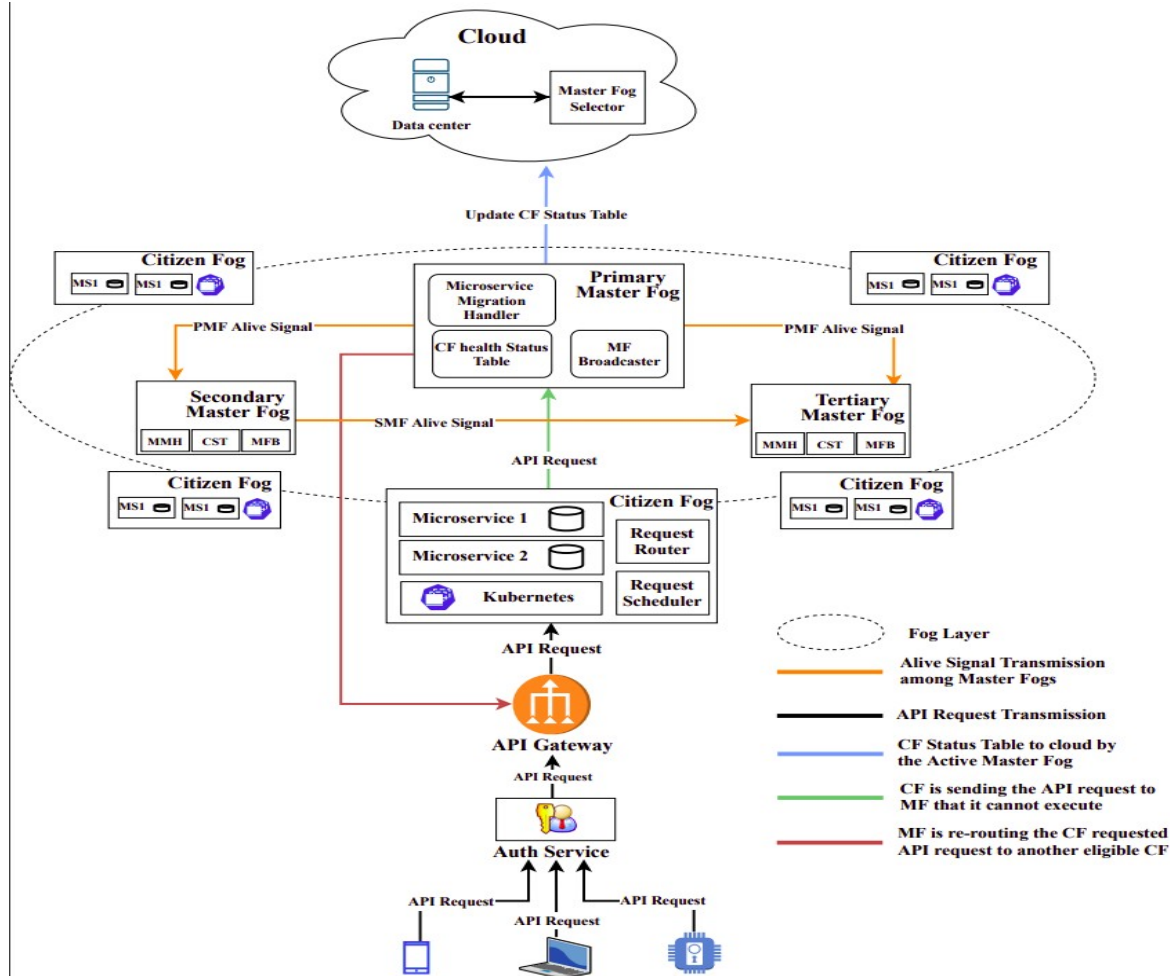 Cloud
Master Fog
Selector
Data center
Update CF Status Table
Citizen Fog
MS1
MS1
Primary
Master Fog
Microservice
Migration
Handler
CF health Status
Table
MF
Broadcaster
Citizen Fog
MS1
MS1
PMF Alive Signal
PMF Alive Signal
Secondary
Master Fog
MMH
CST
MFB
SMF Alive Signal
Tertiary
Master Fog
MMH
CST
MFB
API Request
Citizen Fog
MS1
MS1
Citizen Fog
Microservice 1
Microservice 2
Kubernetes
Request
Router
Request
Scheduler
Citizen Fog
MS1
MS1
API Request
API Gateway
API Request
Auth Service
API Request
API Request
API Request
Fog Layer
Alive Signal Transmission
among Master Fogs
API Request Transmission
CF Status Table to cloud by
the Active Master Fog
CF is sending the API request to
MF that it cannot execute
MF is re-routing the CF requested
API request to another eligible CF